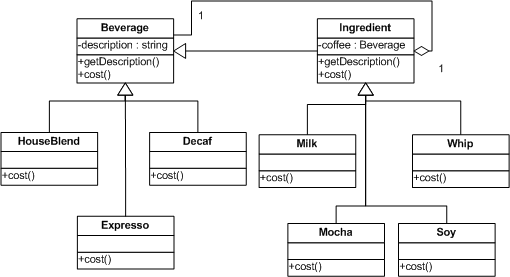 Beverage
-description : string
+getDescription()
+cost()
1
Ingredient
-coffee : Beverage
+getDescription()
+cost()
1
HouseBlend
+cost()
Decaf
+cost()
Milk
+cost()
Whip
+cost()
Expresso
+cost()
Mocha
+cost()
Soy
+cost()